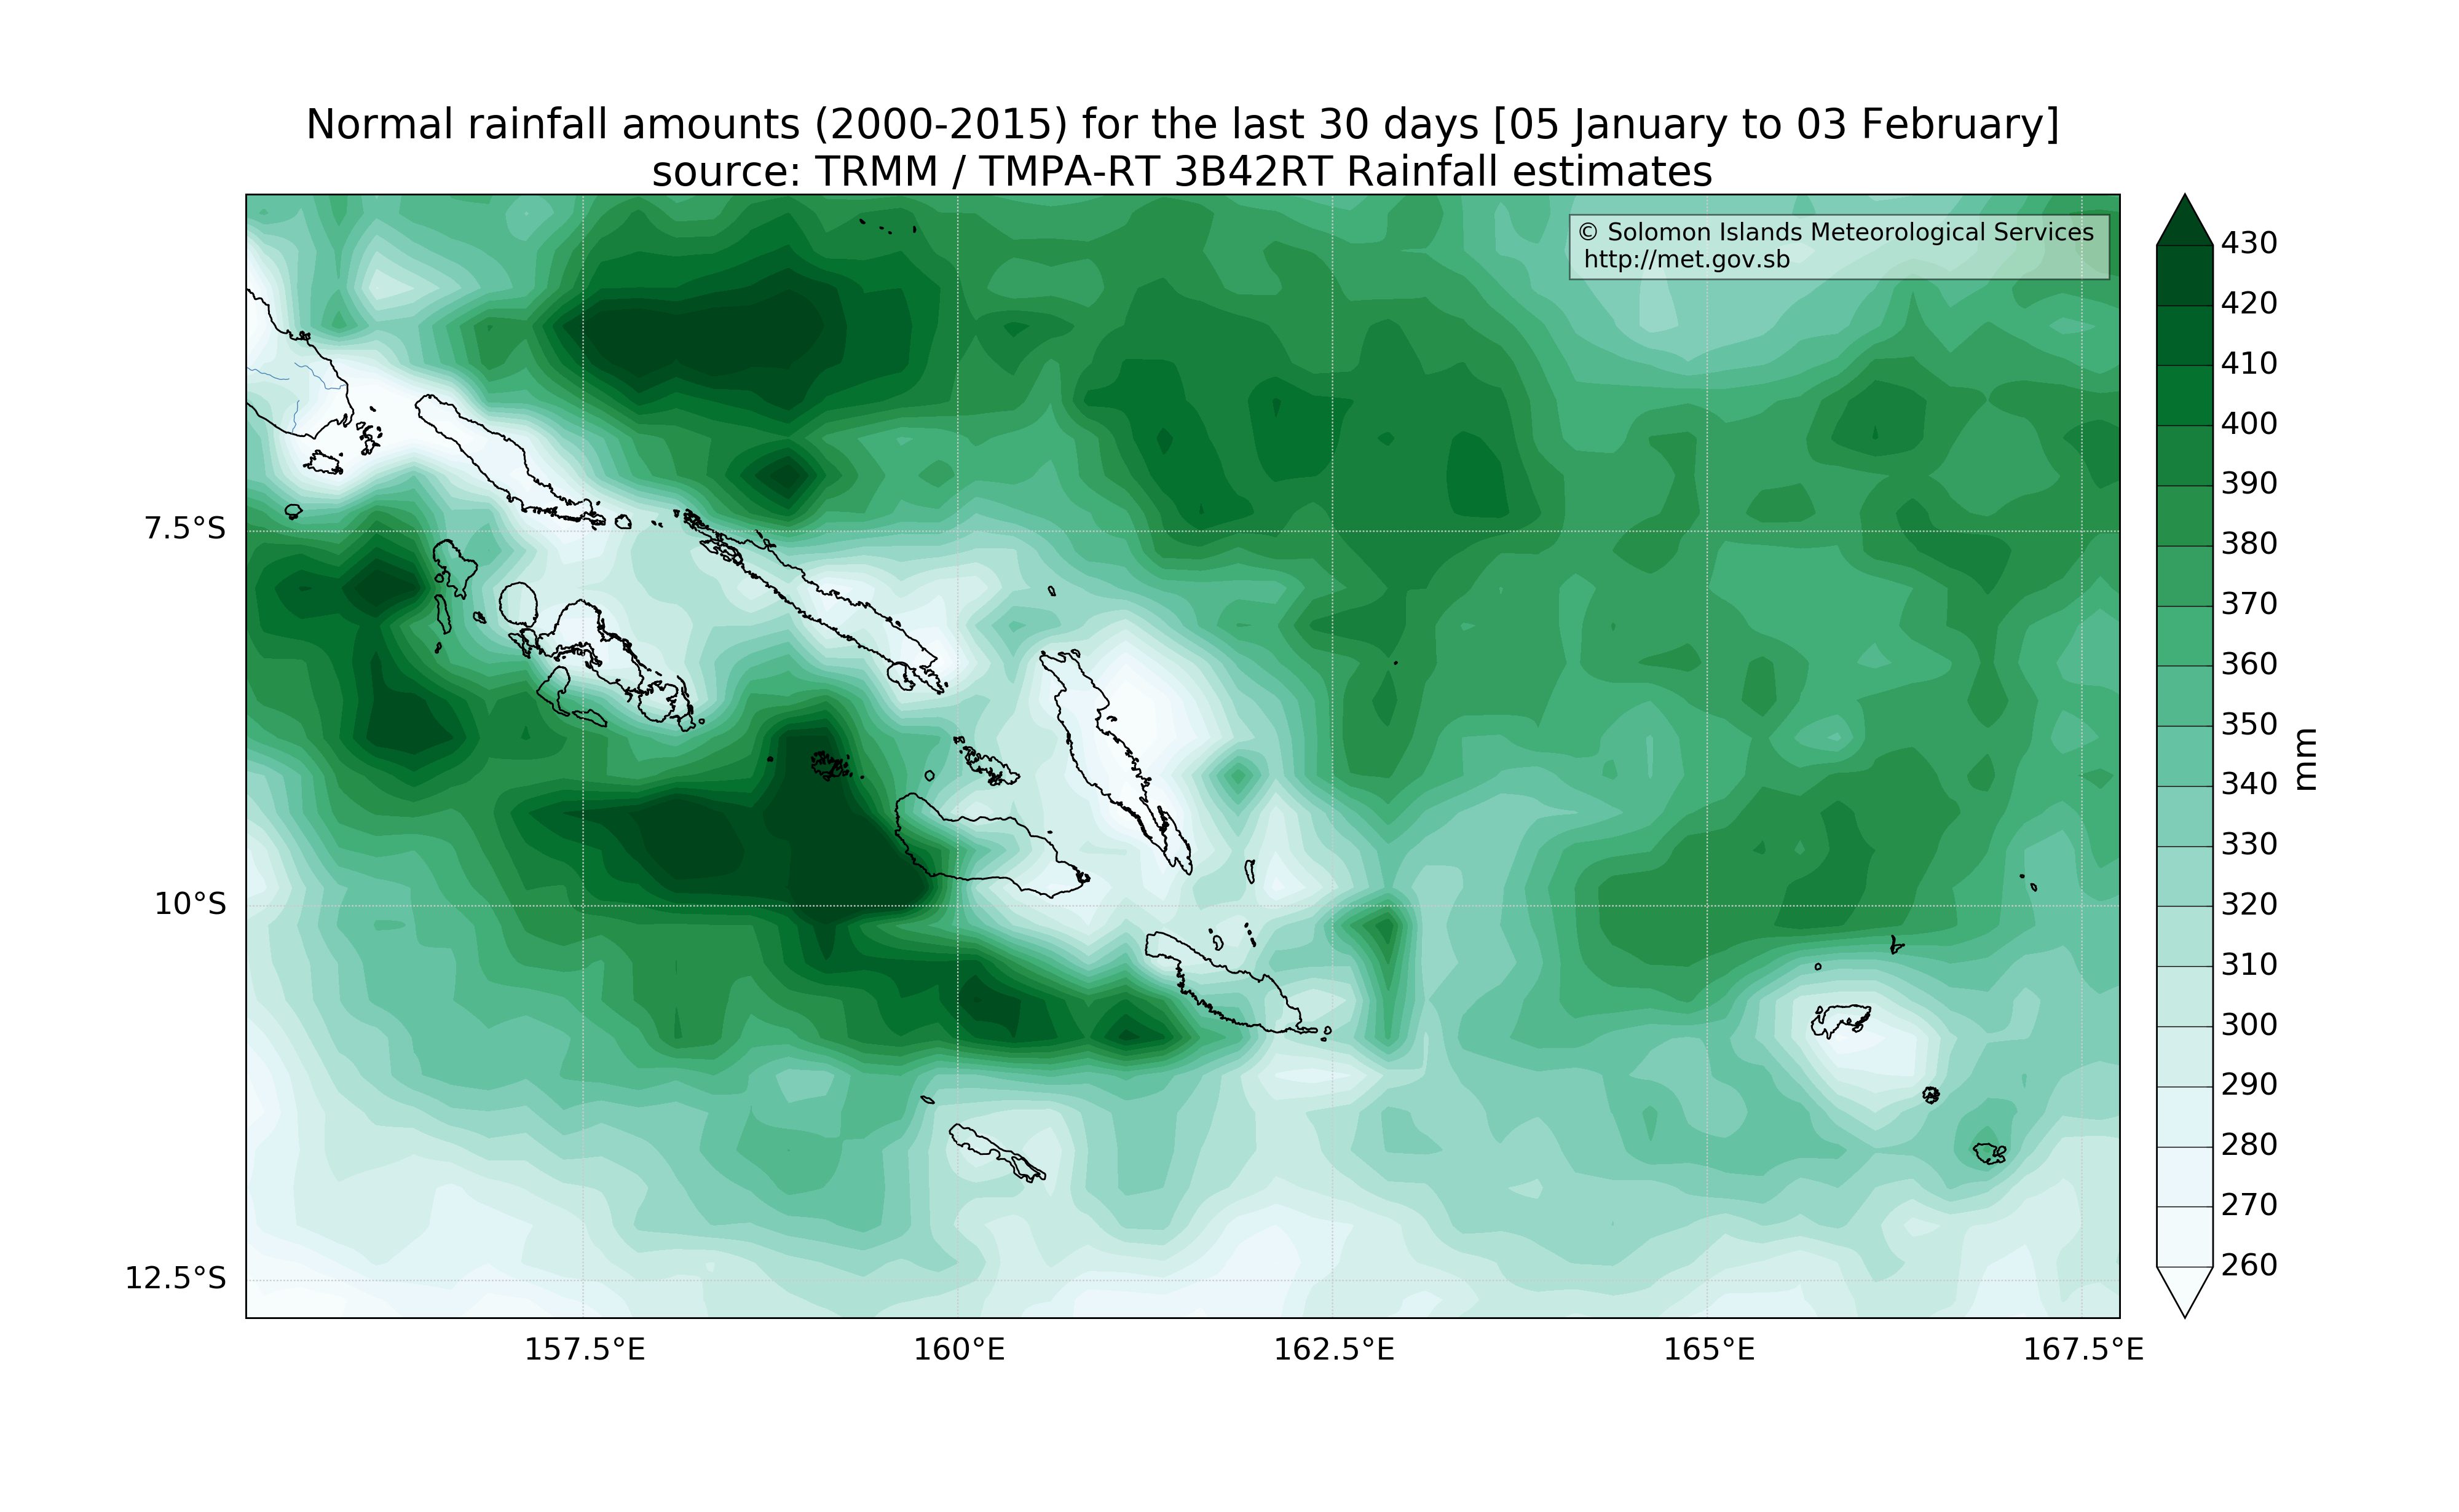 Normal rainfall amounts (2000-2015) for the last 30 days [05 January to 03 February]
source: TRMM / TMPA-RT 3B42RT Rainfall estimates
© Solomon Islands Meteorological Services
http://met.gov.sb
430
420
410
400
390
380
370
360
350
340
330
320
310
300
290
280
270
260
mm
7.5°S
10°S
12.5°S
157.5°E
160°E
162.5°E
165°E
167.5°E